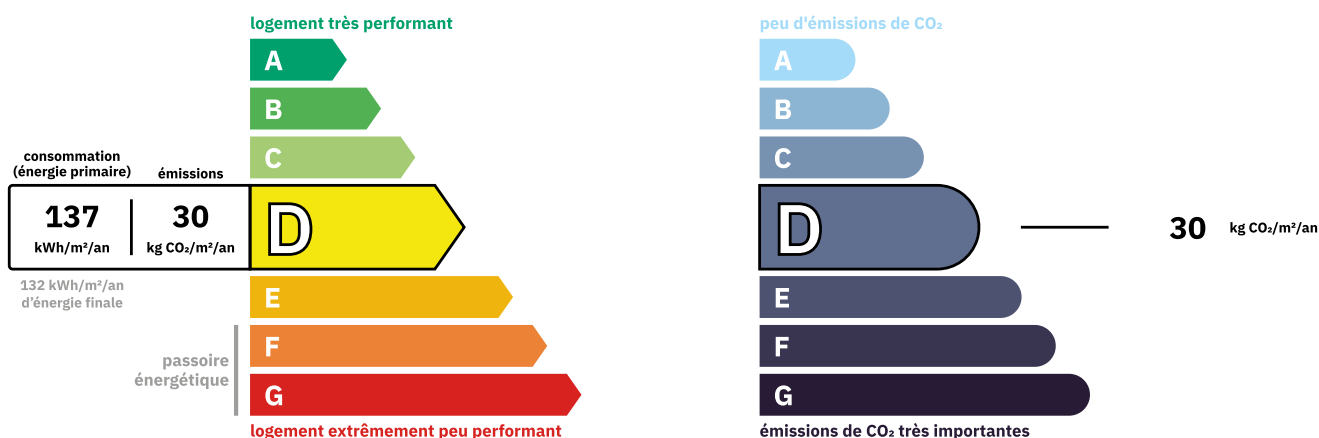 logement très performant
A
B
C
consommation
(énergie primaire)
émissions
137
kWh/m²/an
30
kg CO₂/m²/an
D
132 kWh/m²/an
d'énergie finale
E
F
passoire
énergétique
G
logement extrêmement peu performant
peu d'émissions de CO₂
A
B
C
D
30 kg CO₂/m²/an
E
F
G
émissions de CO₂ très importantes